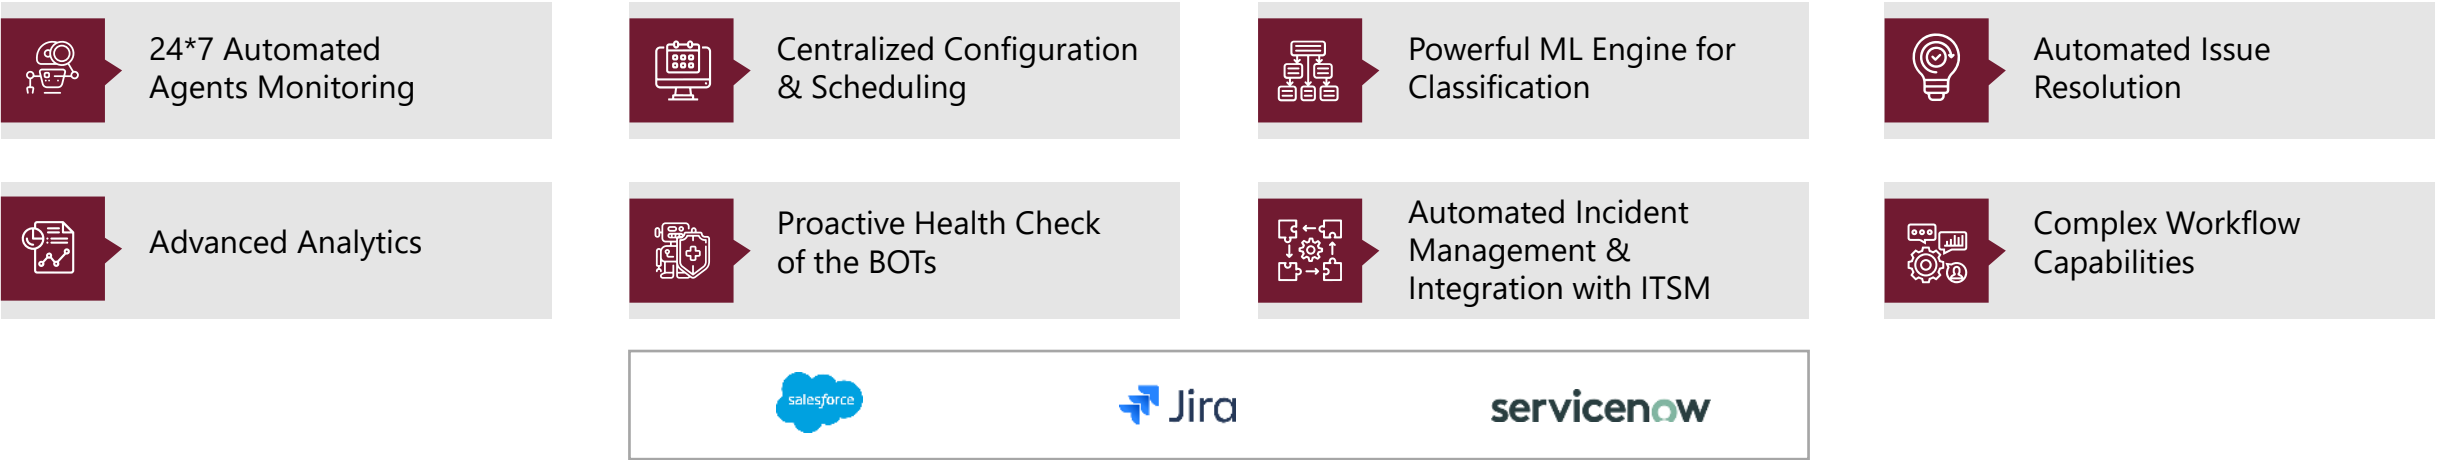 24*7 Automated
Agents Monitoring
Centralized Configuration
& Scheduling
Powerful ML Engine for
Classification
Automated Issue
Resolution
Advanced Analytics
Proactive Health Check
of the BOTs
Automated Incident
Management &
Integration with ITSM
Complex Workflow
Capabilities
salesforce
Jira
servicenow